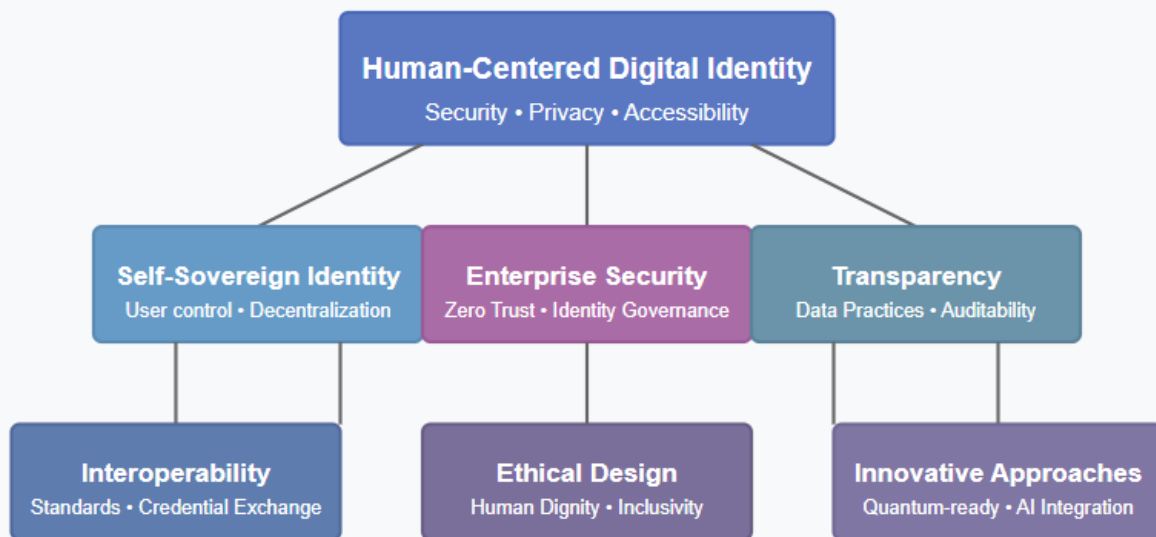 Human-Centered Digital Identity
Security • Privacy • Accessibility
Self-Sovereign Identity
User control • Decentralization
Enterprise Security
Zero Trust • Identity Governance
Transparency
Data Practices • Auditability
Interoperability
Standards • Credential Exchange
Ethical Design
Human Dignity • Inclusivity
Innovative Approaches
Quantum-ready • AI Integration